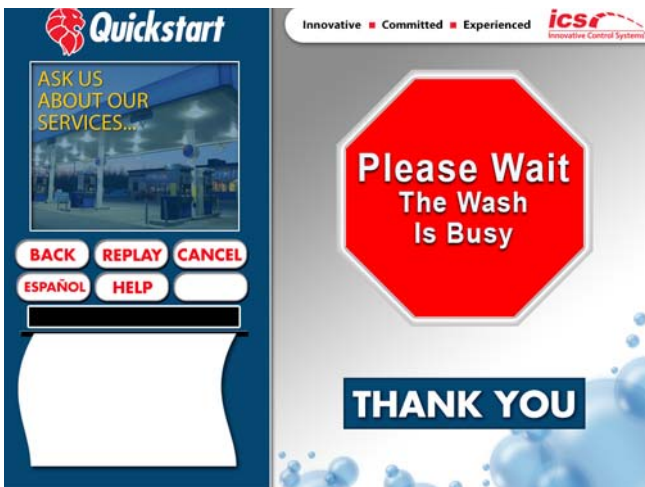 Quickstart
ASK US
ABOUT OUR
SERVICES...
BACK
REPLAY
CANCEL
ESPAÑOL
HELP
Innovative ▪ Committed ▪ Experienced
ics
Innovative Control Systems
Please Wait
The Wash
Is Busy
THANK YOU